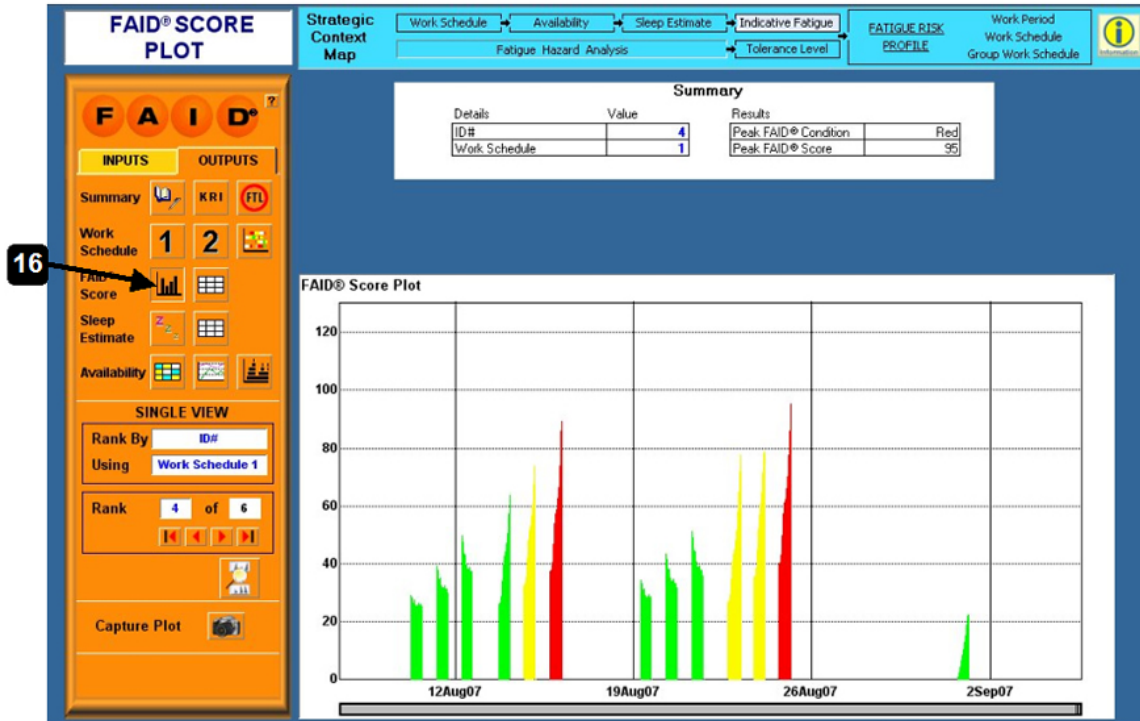 FAID® SCORE
PLOT
Strategic
Context
Map
Work Schedule
Availability
Sleep Estimate
Indicative Fatigue
Fatigue Hazard Analysis
Tolerance Level
FATIGUE RISK
PROFILE
Work Period
Work Schedule
Group Work Schedule
Information
Summary
Details Value Results
ID# 4 Peak FAID® Condition Red
Work Schedule 1 Peak FAID® Score 95
F A I D®
?
INPUTS OUTPUTS
Summary KRI FTL
Work
Schedule 1 2
16
FAID
Score
Sleep
Estimate
Z Z Z
Availability
SINGLE VIEW
Rank By ID#
Using Work Schedule 1
Rank 4 of 6
Capture Plot
FAID® Score Plot
120
100
80
60
40
20
0
12Aug07 19Aug07 26Aug07 2Sep07